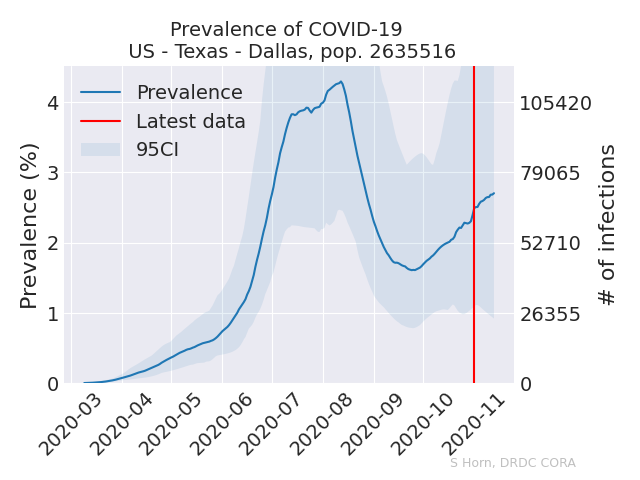 Prevalence of COVID-19
US - Texas - Dallas, pop. 2635516
Prevalence
Latest data
95CI
Prevalence (%)
4
3
2
1
0
105420
79065
52710
26355
0
# of infections
2020-03
2020-04
2020-05
2020-06
2020-07
2020-08
2020-09
2020-10
2020-11
S Horn, DRDC CORA